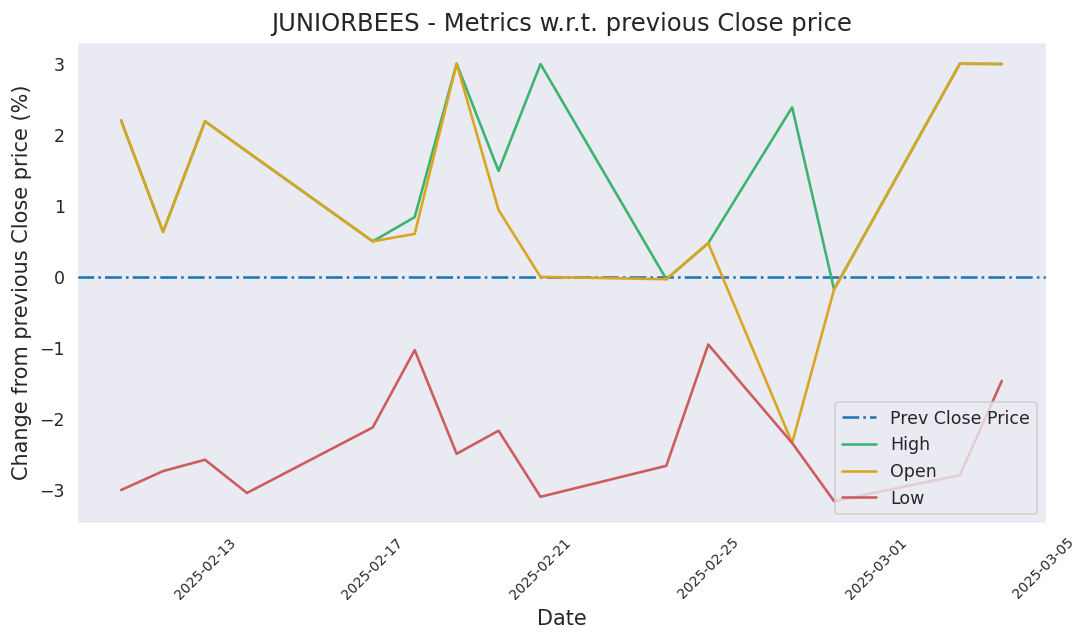 JUNIORBEES - Metrics w.r.t. previous Close price
Change from previous Close price (%)
3
2
1
0
−1
−2
−3
Prev Close Price
High
Open
Low
2025-02-13
2025-02-17
2025-02-21
2025-02-25
2025-03-01
2025-03-05
Date